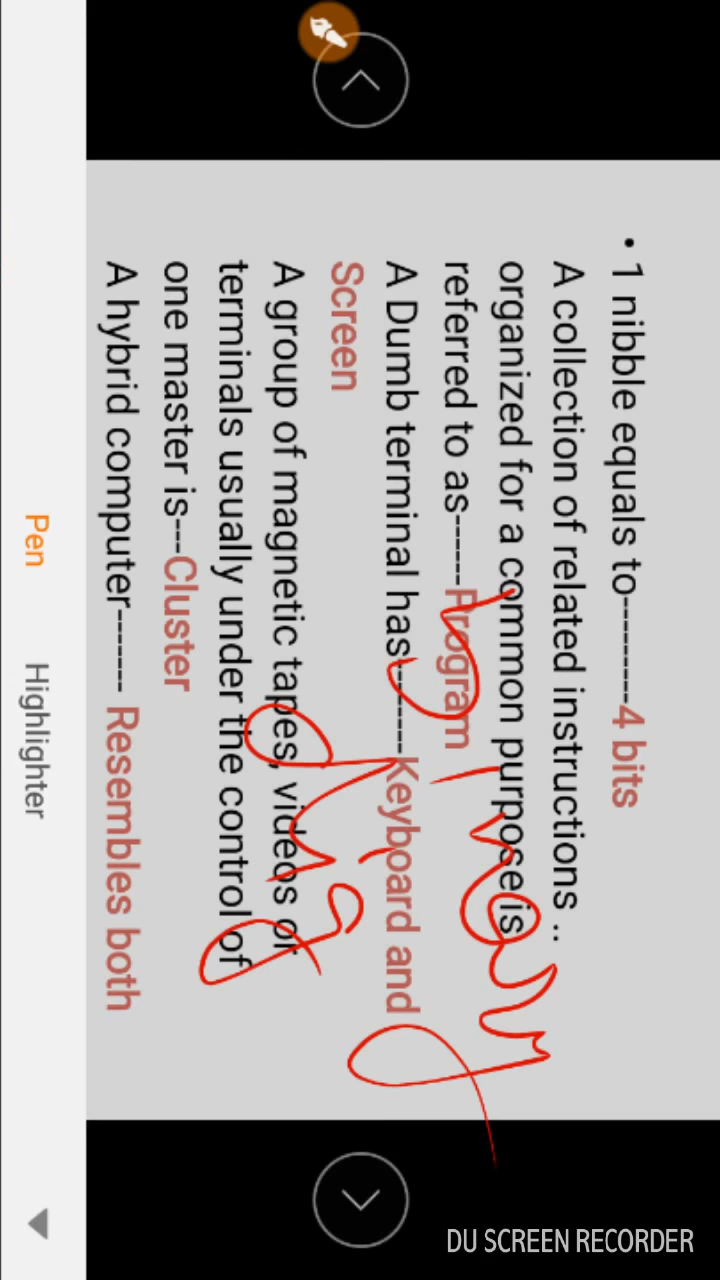 • 1 nibble equals to---------4 bits
A collection of related instructions ..
organized for a common purpose is
referred to as------Program
A Dumb terminal has--------Keyboard and
Screen
A group of magnetic tapes, videos or
terminals usually under the control of
one master is---Cluster
A hybrid computer------- Resembles both
Pen Highlighter
DU SCREEN RECORDER